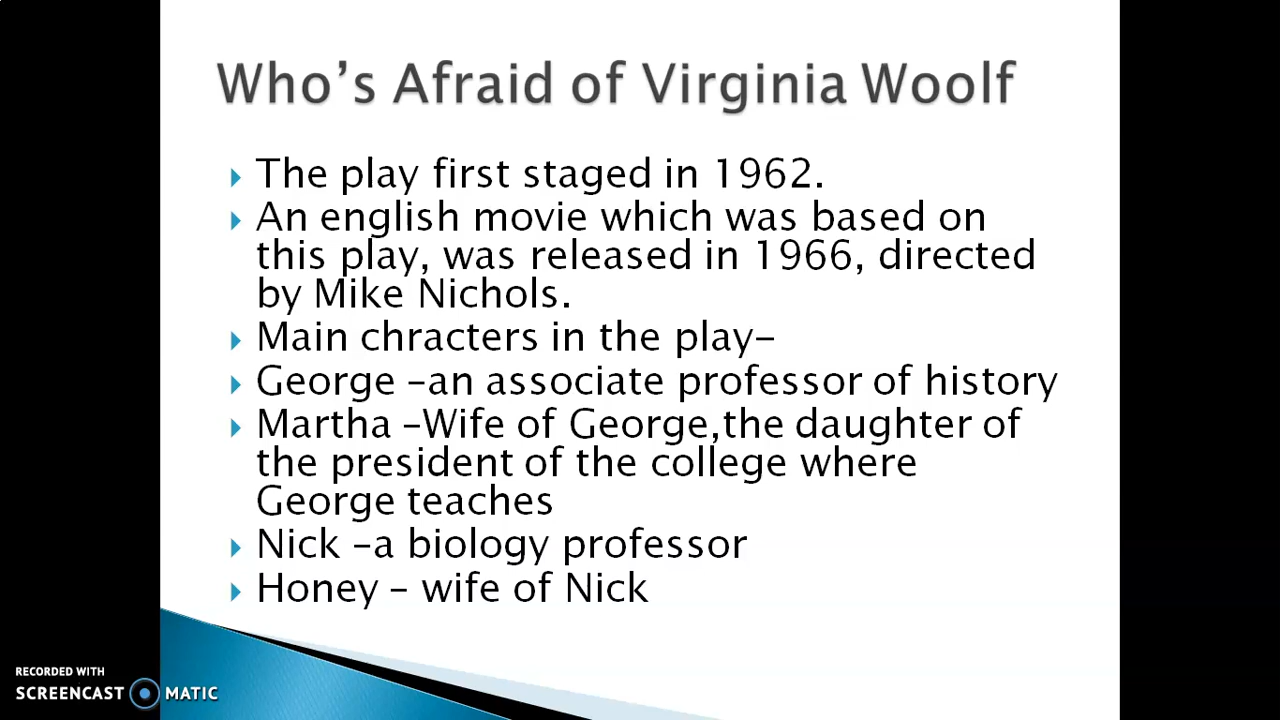 Who’s Afraid of Virginia Woolf
The play first staged in 1962.
An english movie which was based on
this play, was released in 1966, directed
by Mike Nichols.
Main chracters in the play-
George -an associate professor of history
Martha -Wife of George,the daughter of
the president of the college where
George teaches
Nick -a biology professor
Honey - wife of Nick
RECORDED WITH
SCREENCAST MATIC